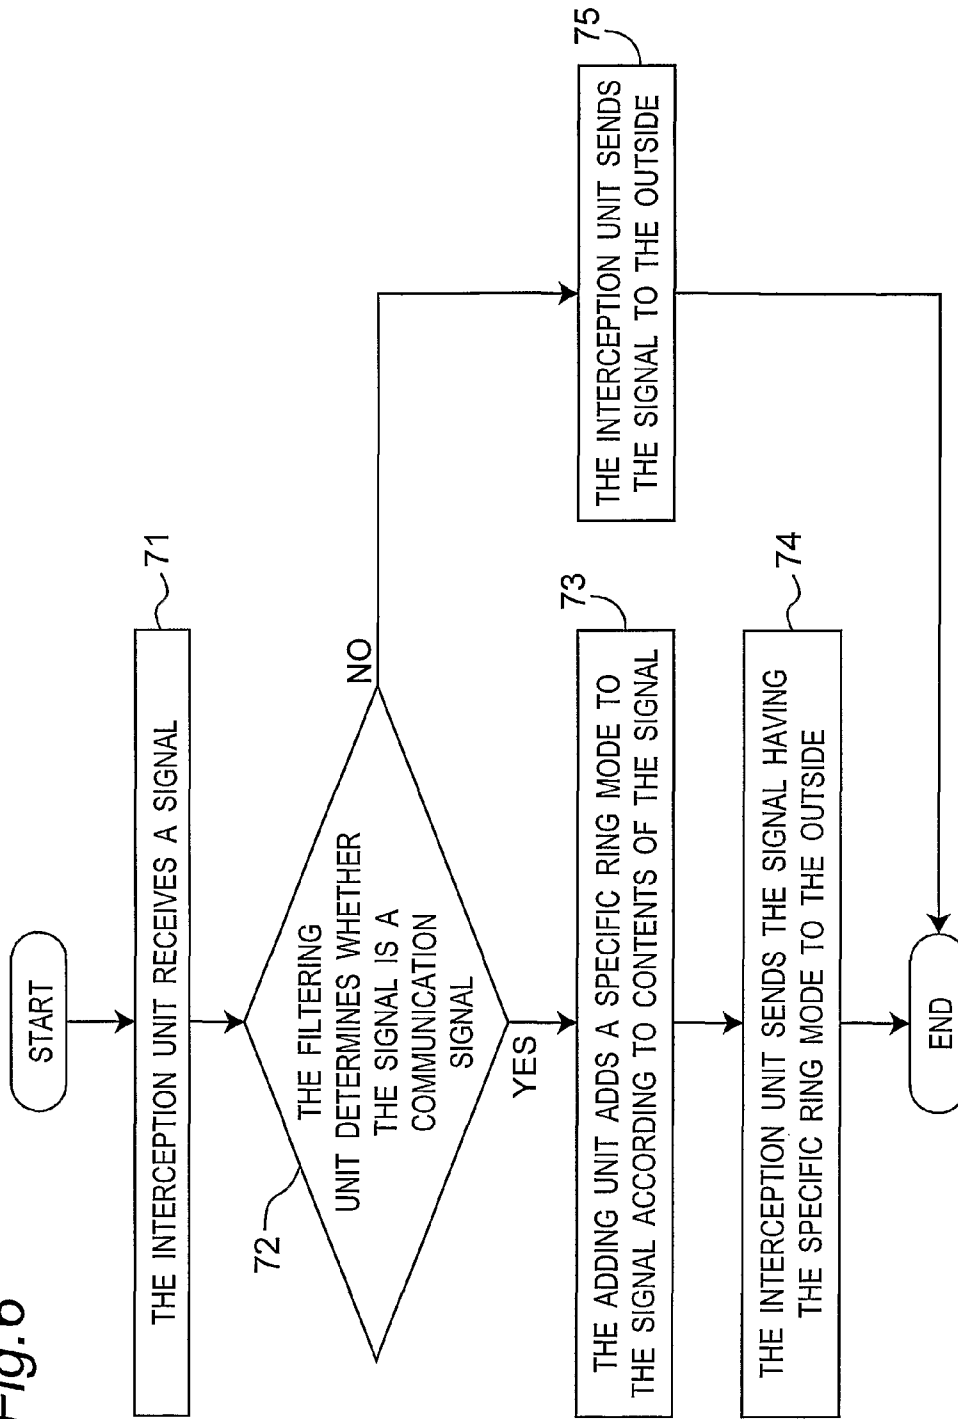 Fig.6
START
THE INTERCEPTION UNIT RECEIVES A SIGNAL
71
THE FILTERING
UNIT DETERMINES WHETHER
THE SIGNAL IS A
COMMUNICATION
SIGNAL
72
NO
YES
THE ADDING UNIT ADDS A SPECIFIC RING MODE TO
THE SIGNAL ACCORDING TO CONTENTS OF THE SIGNAL
73
THE INTERCEPTION UNIT SENDS
THE SIGNAL TO THE OUTSIDE
75
THE INTERCEPTION UNIT SENDS THE SIGNAL HAVING
THE SPECIFIC RING MODE TO THE OUTSIDE
74
END